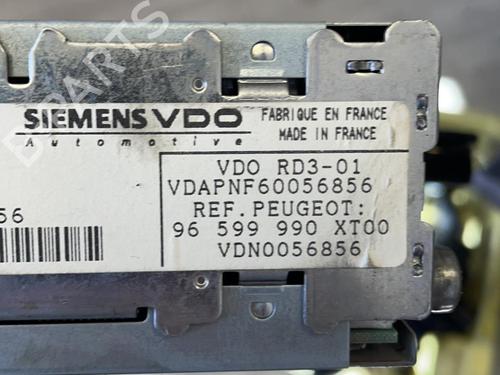 B-PARTS
SIEMENS VDO
Automotive
FABRIQUE EN FRANCE
MADE IN FRANCE
VDO RD3-01
VDAPNF60056856
REF. PEUGEOT:
96 599 990 XT00
VDN0056856
56